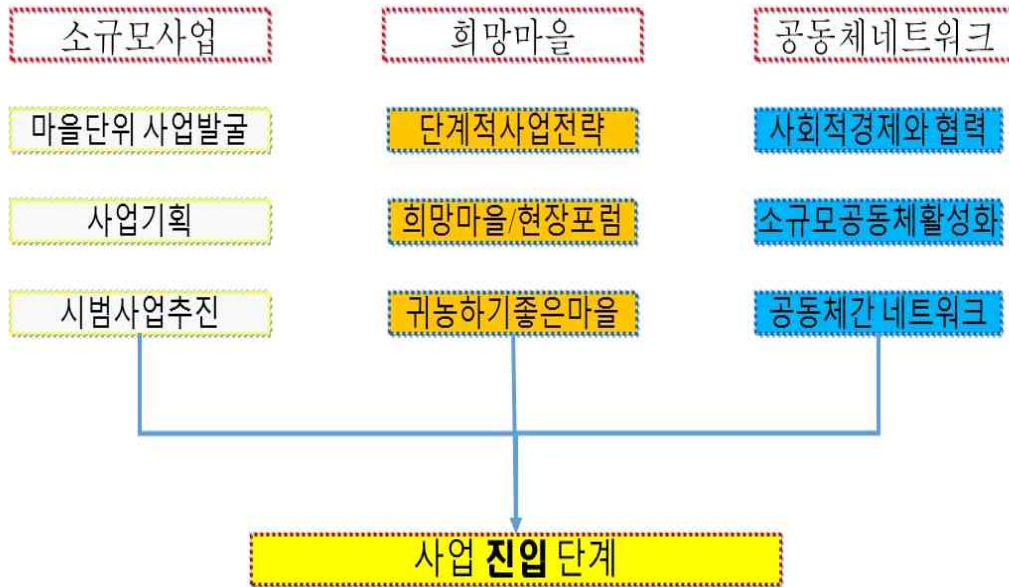 소규모사업
희망마을
공동체네트워크
마을단위 사업발굴
단계적사업전략
사회적경제와 협력
사업기획
희망마을/현장포럼
소규모공동체활성화
시범사업추진
귀농하기좋은마을
공동체간 네트워크
사업 진입 단계